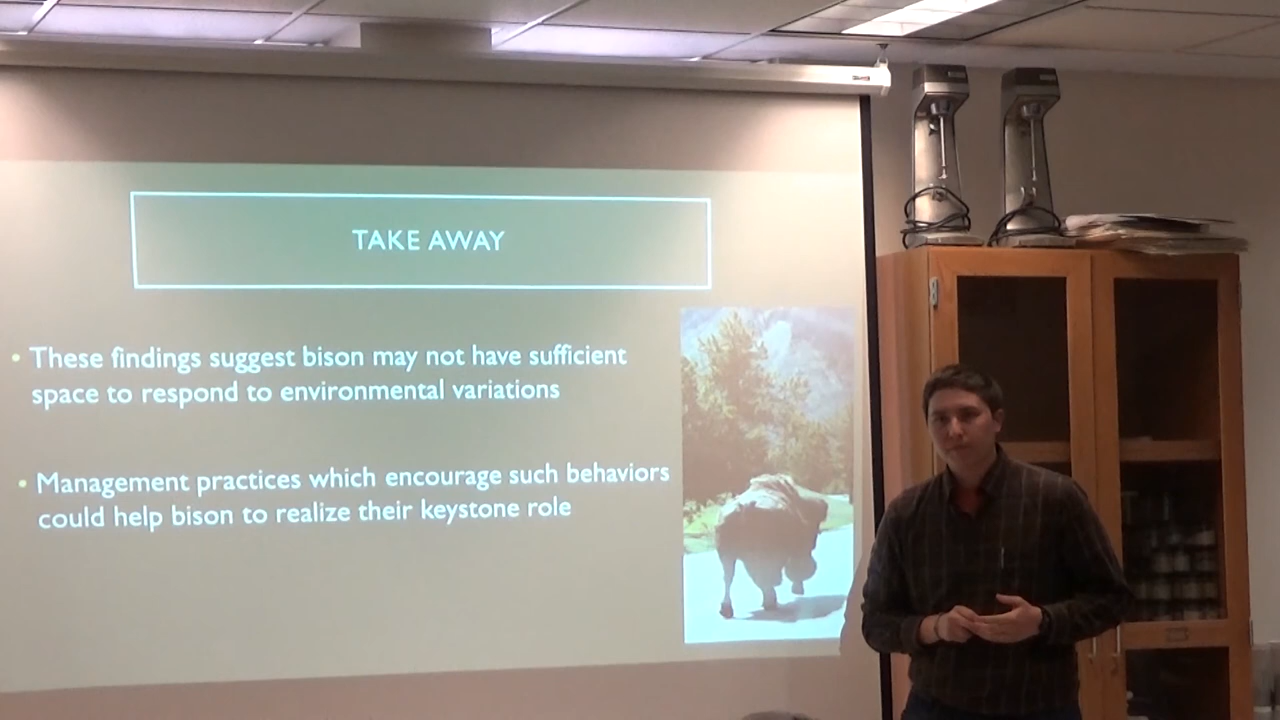 TAKE AWAY
• These findings suggest bison may not have sufficient
space to respond to environmental variations
• Management practices which encourage such behaviors
could help bison to realize their keystone role